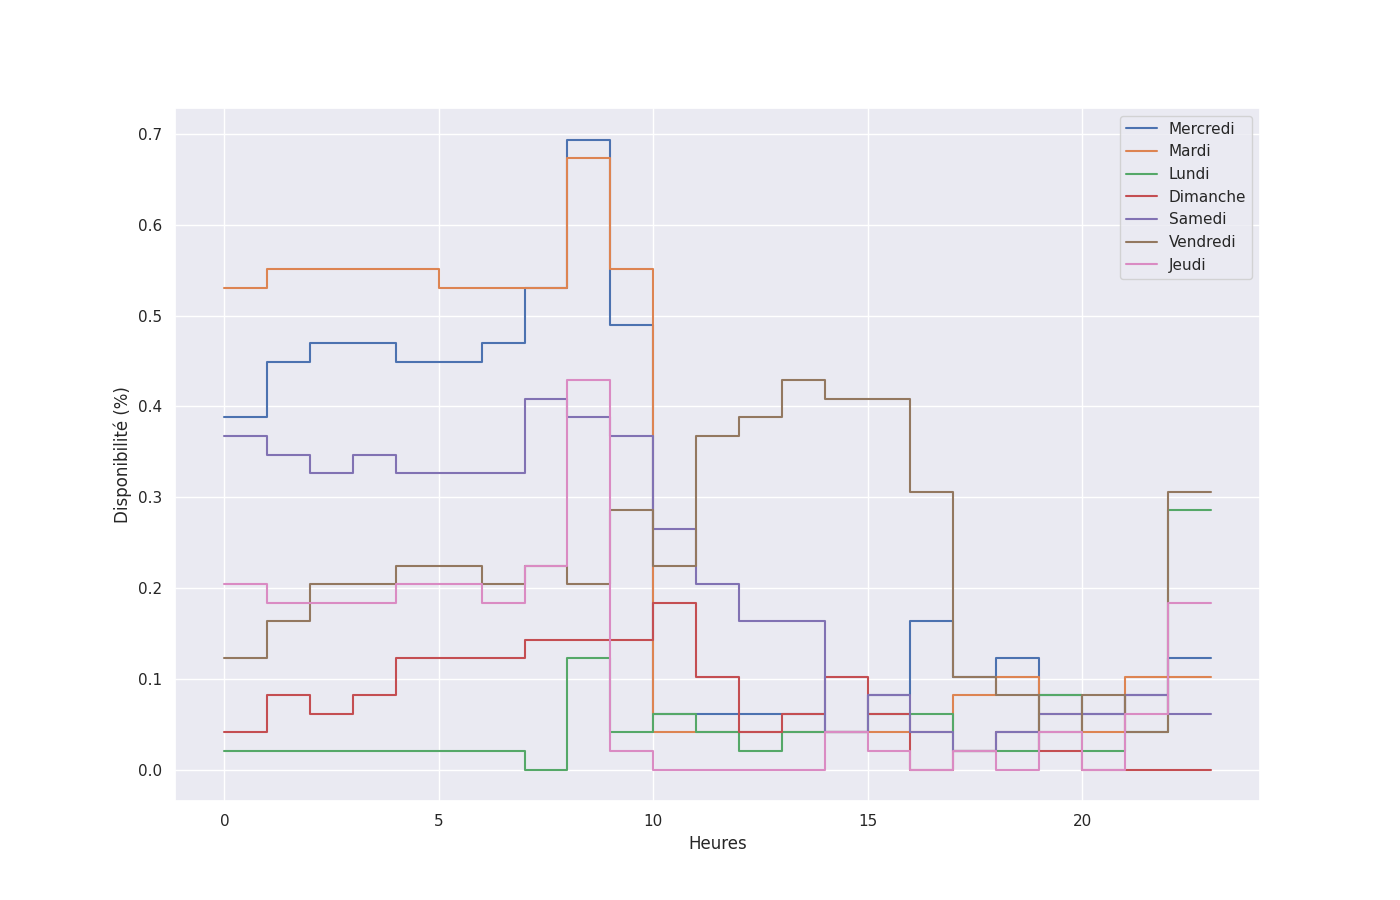 0.7
0.6
0.5
0.4
0.3
0.2
0.1
0.0
Disponibilité (%)
0 5 10 15 20
Heures
Mercredi
Mardi
Lundi
Dimanche
Samedi
Vendredi
Jeudi